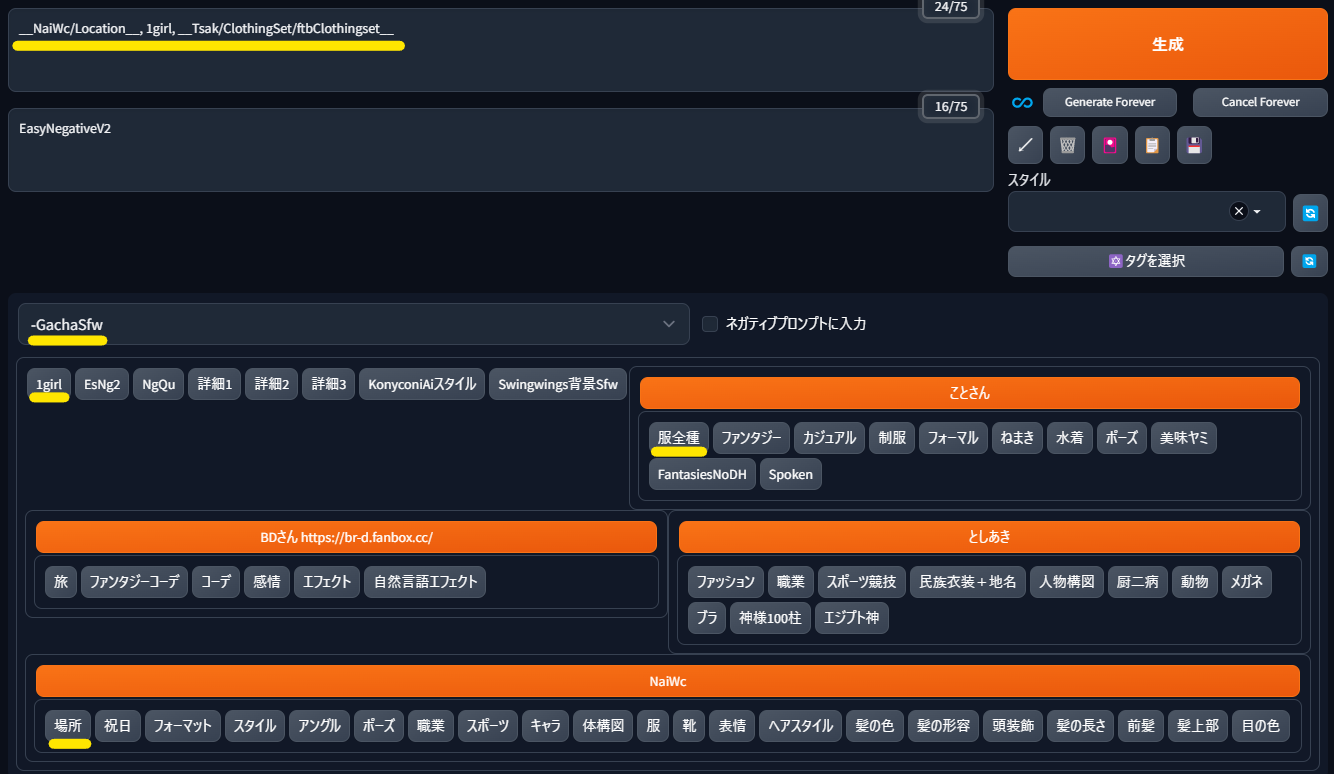 24/75
__NaiWc/Location__, 1girl, __Tsak/ClothingSet/ftbClothingset__
生成
16/75
EasyNegativeV2
Generate Forever
Cancel Forever
スタイル
タグを選択
-GachaSfw
ネガティブプロンプトに入力
1girl EsNg2 NgQu 詳細1 詳細2 詳細3 KonyconiAiスタイル Swingwings背景Sfw
ことさん
服全種 ファンタジー カジュアル 制服 フォーマル ねまき 水着 ポーズ 美味ヤミ
FantasiesNoDH Spoken
BDさん https://br-d.fanbox.cc/
旅 ファンタジーコーデ コーデ 感情 エフェクト 自然言語エフェクト
としあき
ファッション 職業 スポーツ競技 民族衣装＋地名 人物構図 厨二病 動物 メガネ
ブラ 神様100柱 エジプト神
NaiWc
場所 祝日 フォーマット スタイル アングル ポーズ 職業 スポーツ キャラ 体構図 服 靴 表情 ヘアスタイル 髪の色 髪の形容 頭装飾 髪の長さ 前髪 髪上部 目の色